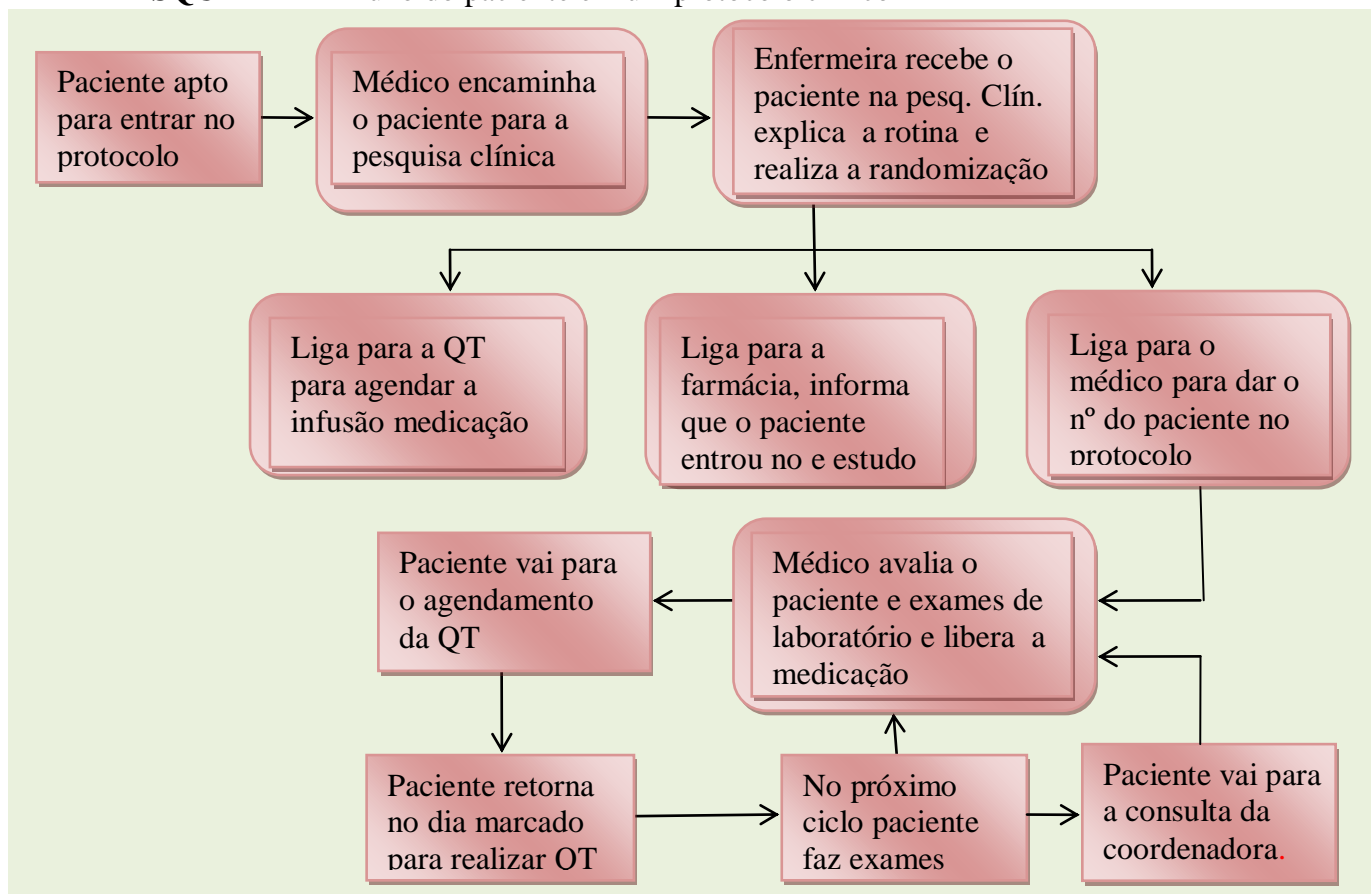 Paciente apto
para entrar no
protocolo
Médico encaminha
o paciente para a
pesquisa clínica
Enfermeira recebe o
paciente na pesq. Clín.
explica a rotina e
realiza a randomização
Liga para a QT
para agendar a
infusão medicação
Liga para a
farmácia, informa
que o paciente
entrou no e estudo
Liga para o
médico para dar o
nº do paciente no
protocolo
Paciente vai para
o agendamento
da QT
Médico avalia o
paciente e exames de
laboratório e libera a
medicação
Paciente retorna
no dia marcado
para realizar QT
No próximo
ciclo paciente
faz exames
Paciente vai para
a consulta da
coordenadora.